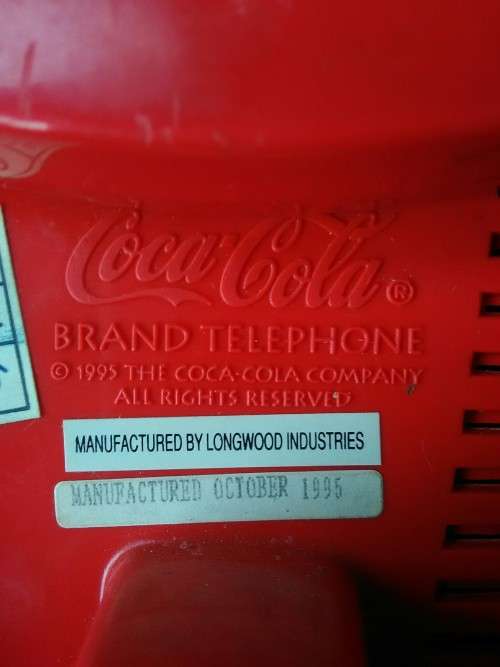 Coca-Cola®
BRAND TELEPHONE
© 1995 THE COCA-COLA COMPANY
ALL RIGHTS RESERVED
MANUFACTURED BY LONGWOOD INDUSTRIES
MANUFACTURED OCTOBER 1995